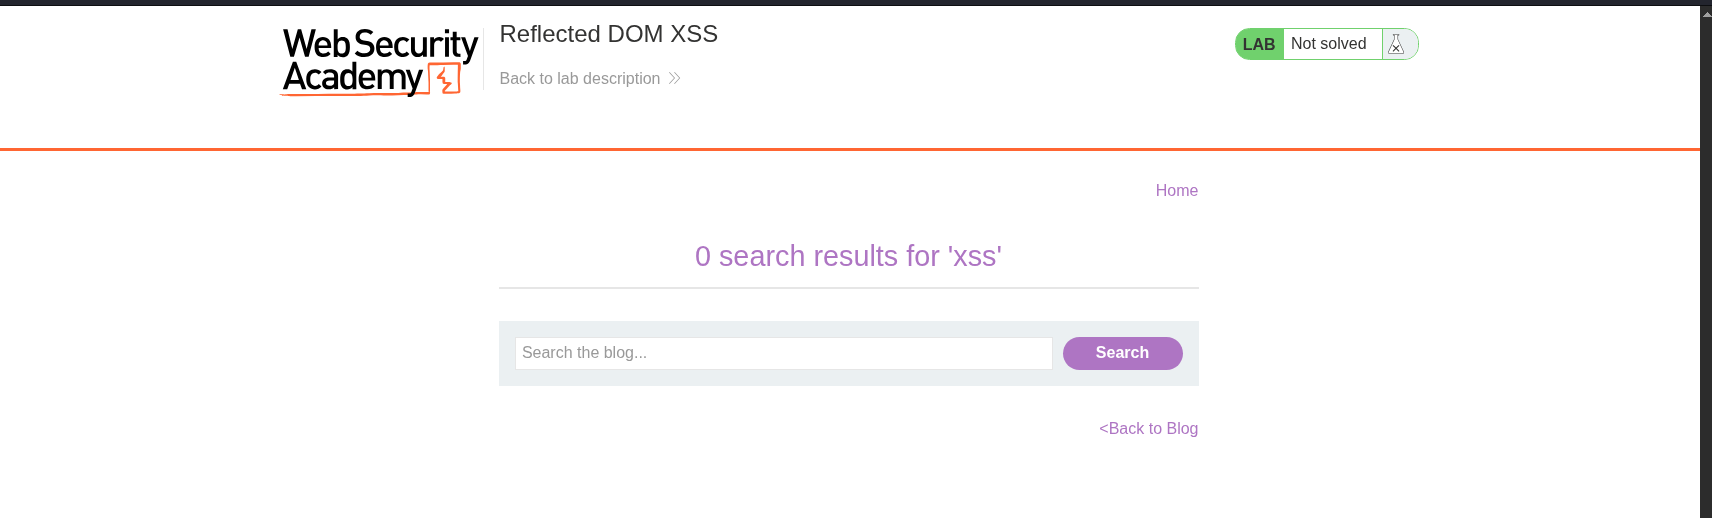 Web Security
Academy
Reflected DOM XSS
Back to lab description
LAB
Not solved
Home
0 search results for 'xss'
Search the blog...
Search
<Back to Blog